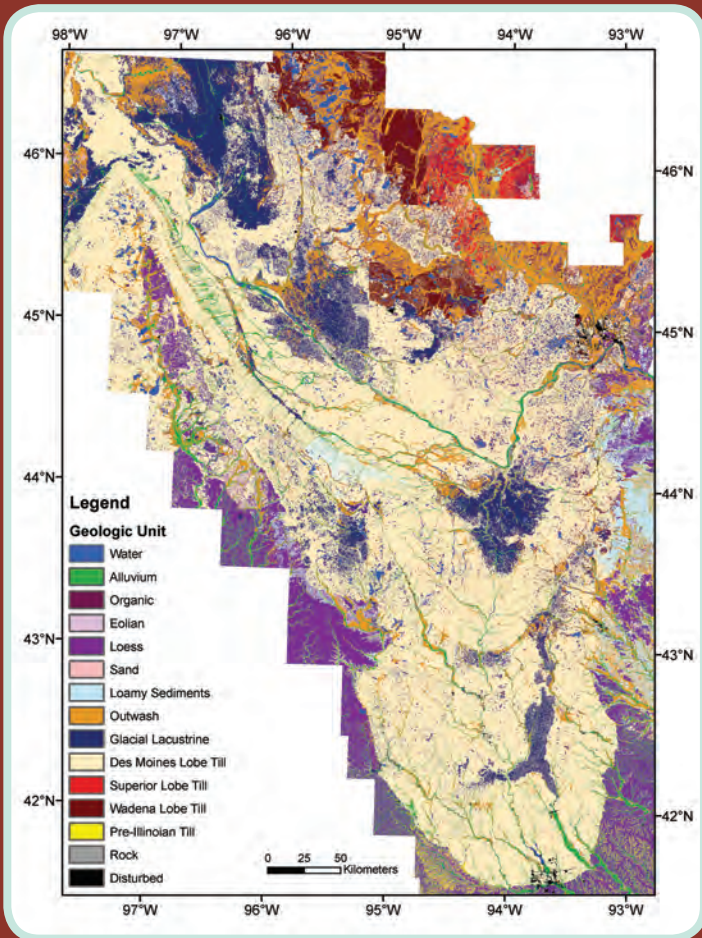 98°W 97°W 96°W 95°W 94°W 93°W
46°N 46°N
45°N 45°N
44°N 44°N
43°N 43°N
42°N 42°N
Legend
Geologic Unit
Water
Alluvium
Organic
Eolian
Loess
Sand
Loamy Sediments
Outwash
Glacial Lacustrine
Des Moines Lobe Till
Superior Lobe Till
Wadena Lobe Till
Pre-Illinoian Till
Rock
Disturbed
0 25 50
Kilometers
97°W 96°W 95°W 94°W 93°W